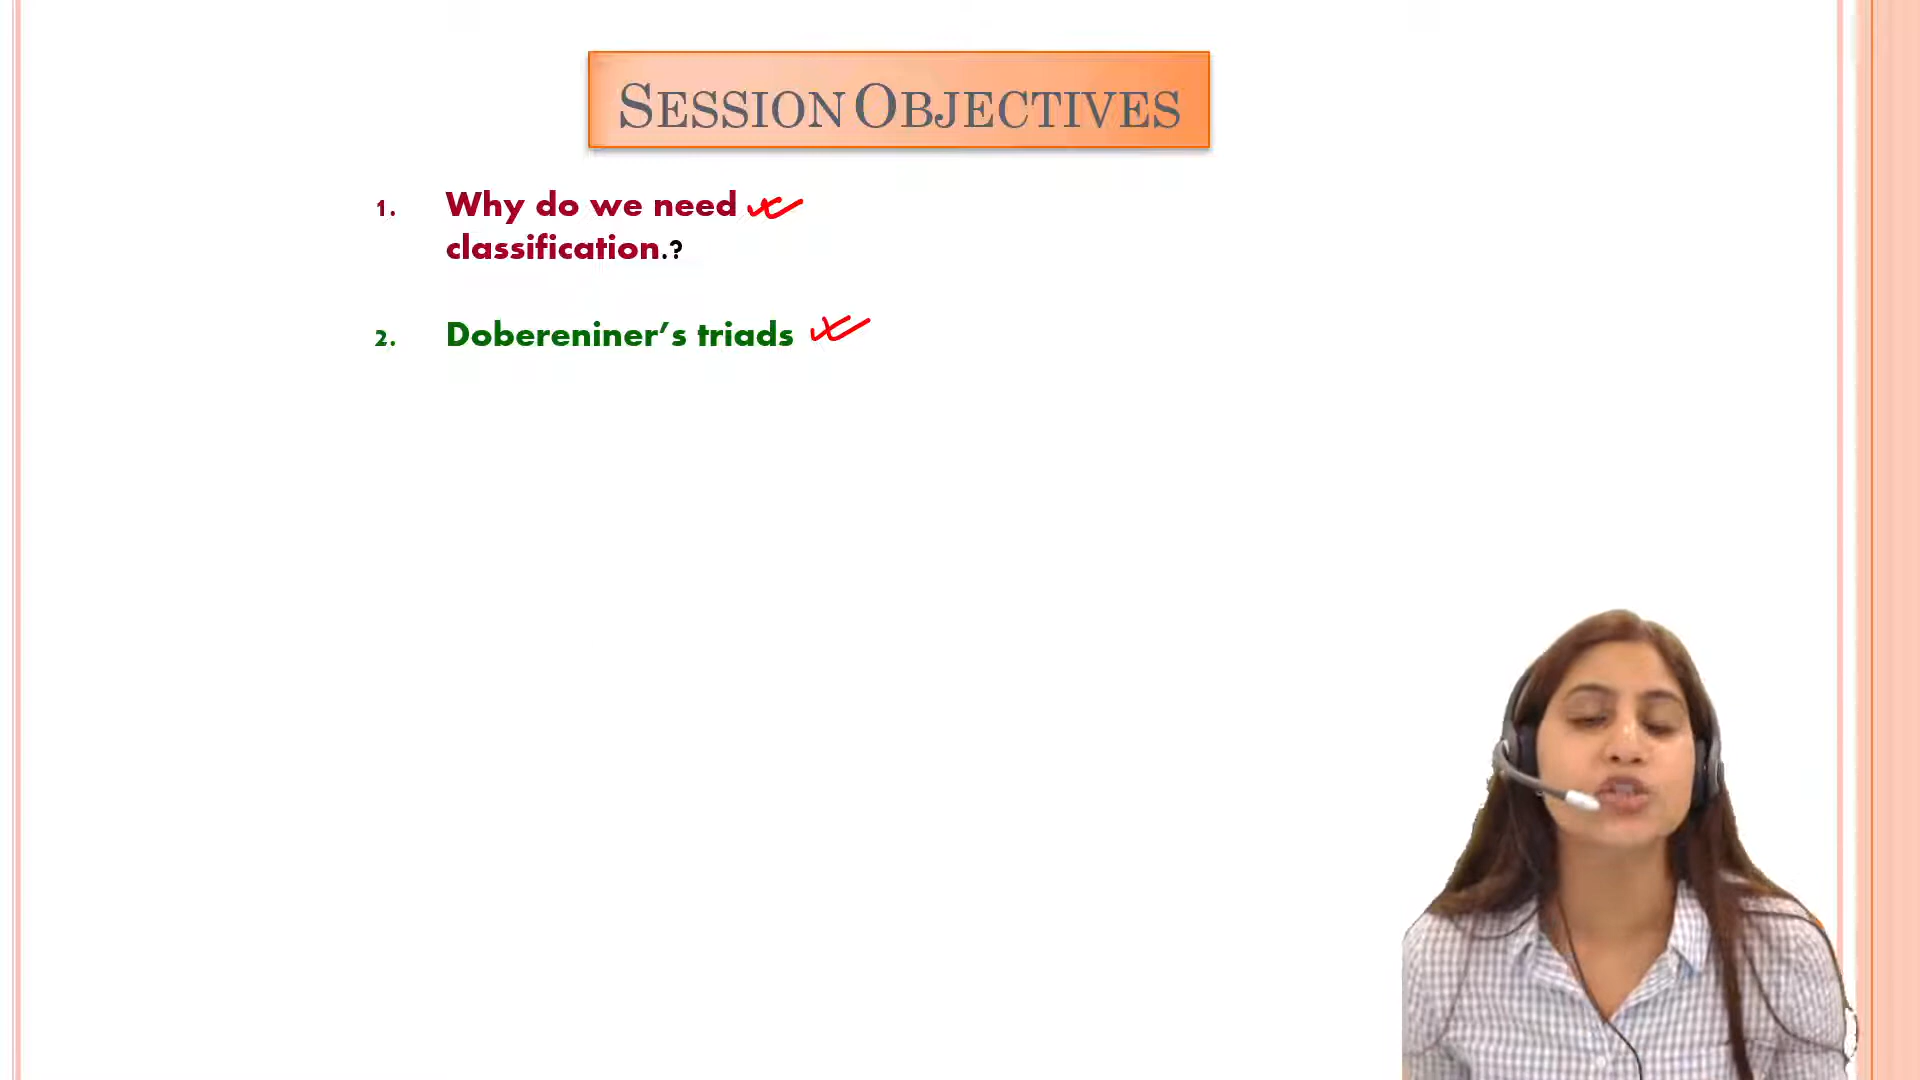 SESSION OBJECTIVES
1. Why do we need
classification.?
2. Dobereniner's triads